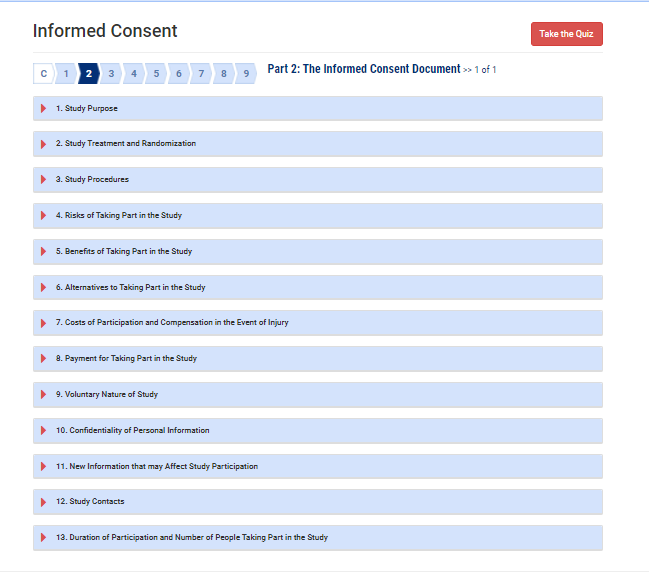 Informed Consent
Take the Quiz
C 1 2 3 4 5 6 7 8 9
Part 2: The Informed Consent Document >> 1 of 1
1. Study Purpose
2. Study Treatment and Randomization
3. Study Procedures
4. Risks of Taking Part in the Study
5. Benefits of Taking Part in the Study
6. Alternatives to Taking Part in the Study
7. Costs of Participation and Compensation in the Event of Injury
8. Payment for Taking Part in the Study
9. Voluntary Nature of Study
10. Confidentiality of Personal Information
11. New Information that may Affect Study Participation
12. Study Contacts
13. Duration of Participation and Number of People Taking Part in the Study